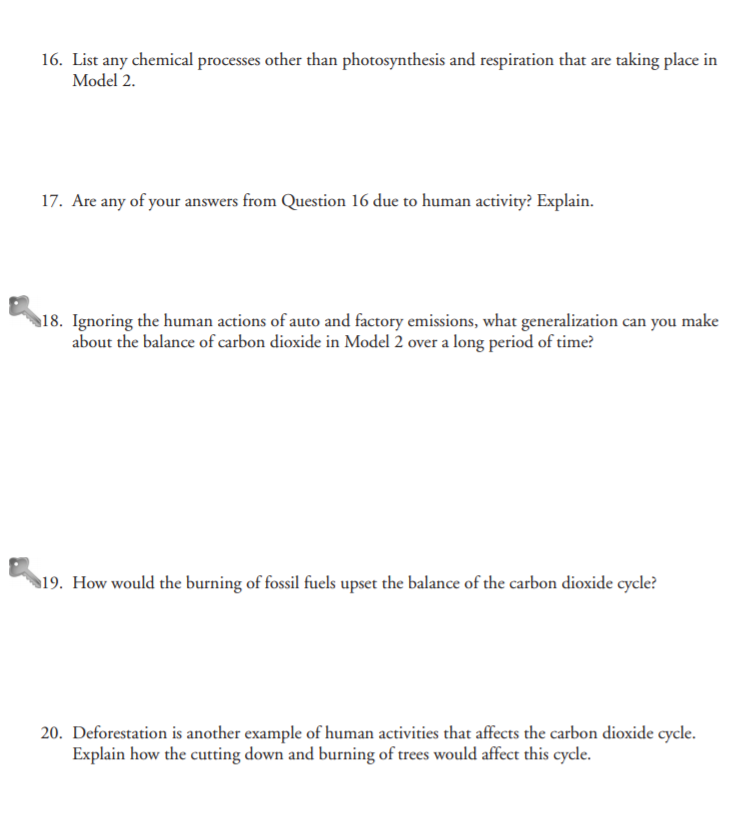 16. List any chemical processes other than photosynthesis and respiration that are taking place in
Model 2.
17. Are any of your answers from Question 16 due to human activity? Explain.
18. Ignoring the human actions of auto and factory emissions, what generalization can you make
about the balance of carbon dioxide in Model 2 over a long period of time?
19. How would the burning of fossil fuels upset the balance of the carbon dioxide cycle?
20. Deforestation is another example of human activities that affects the carbon dioxide cycle.
Explain how the cutting down and burning of trees would affect this cycle.